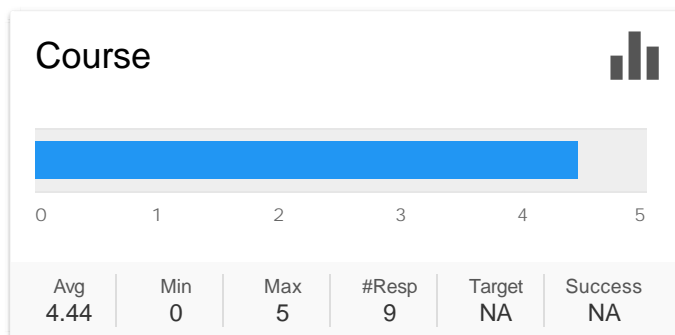 Course
0 1 2 3 4 5
Avg Min Max #Resp Target Success
4.44 0 5 9 NA NA